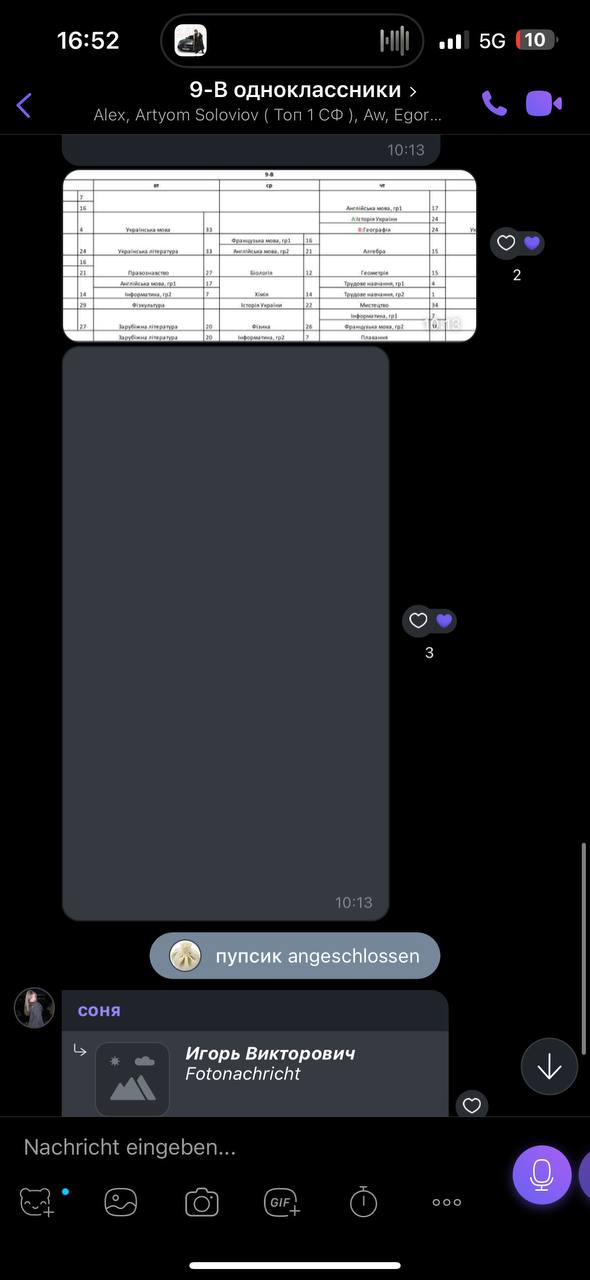 16:52
5G
10
9-В одноклассники
Alex, Artyom Soloviov ( Топ 1 СФ ), Aw, Egor...
10:13
9-В
вт ср чт
7
16 Англійська мова, гр1 17
А:Історія України 24
4 Українська мова 33 В:Географія 24
Французька мова, гр1 16
24 Українська література 33 Англійська мова, гр2 21 Алгебра 15
16
21 Правознавство 27 Біологія 12 Геометрія 15
Англійська мова, гр1 17 Трудове навчання, гр1 4
14 Інформатика, гр2 7 Хімія 14 Трудове навчання, гр2 1
29 Фізкультура Історія України 22 Мистецтво 34
Інформатика, гр1 7
27 Зарубіжна література 20 Фізика 26 Французька мова, гр2
Зарубіжна література 20 Інформатика, гр2 7 Плавання
10:13
2
3
10:13
пупсик angeschlossen
соня
Игорь Викторович
Fotonachricht
Nachricht eingeben...
GIF